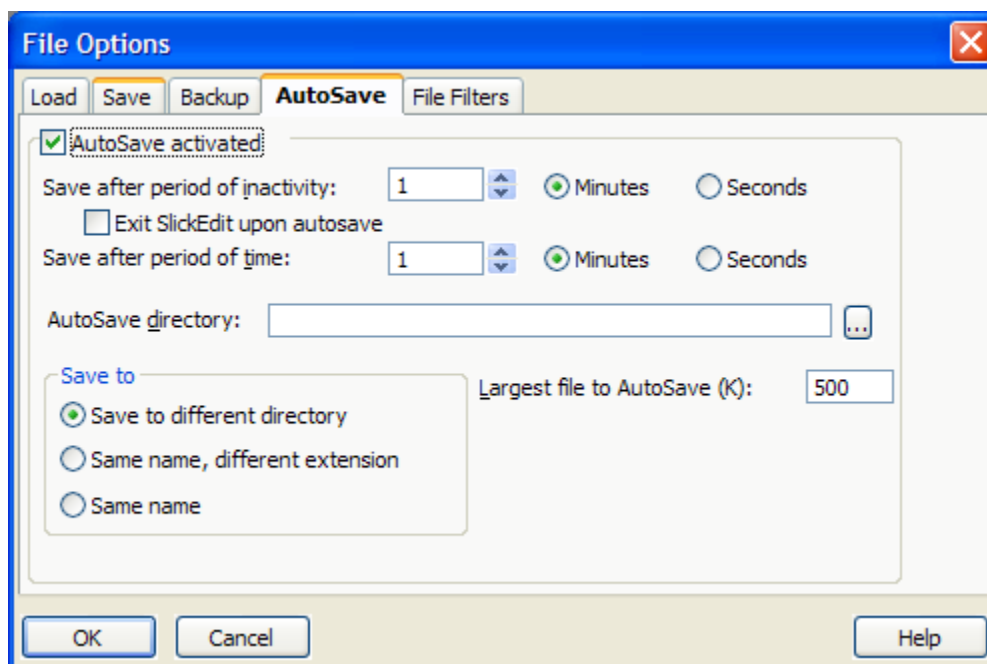 File Options
Load Save Backup AutoSave File Filters
AutoSave activated
Save after period of inactivity: 1 Minutes Seconds
Exit SlickEdit upon autosave
Save after period of time: 1 Minutes Seconds
AutoSave directory: ...
Save to
Largest file to AutoSave (K): 500
Save to different directory
Same name, different extension
Same name
OK Cancel Help